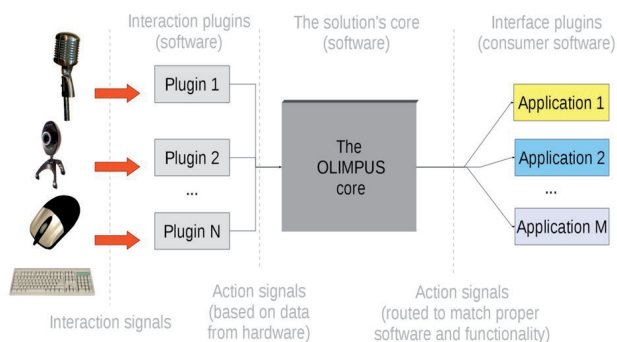 Interaction plugins
(software)
The solution's core
(software)
Interface plugins
(consumer software)
Plugin 1
Plugin 2
...
Plugin N
The
OLIMPUS
core
Application 1
Application 2
...
Application M
Interaction signals
Action signals
(based on data
from hardware)
Action signals
(routed to match proper
software and functionality)